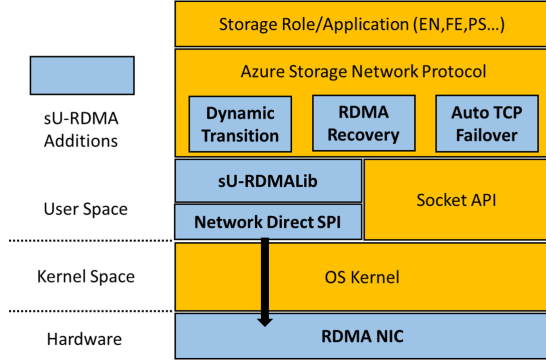 Storage Role/Application (EN,FE,PS...)
Azure Storage Network Protocol
sU-RDMA
Additions
Dynamic
Transition
RDMA
Recovery
Auto TCP
Failover
sU-RDMALib
User Space
Socket API
Network Direct SPI
Kernel Space
OS Kernel
Hardware
RDMA NIC